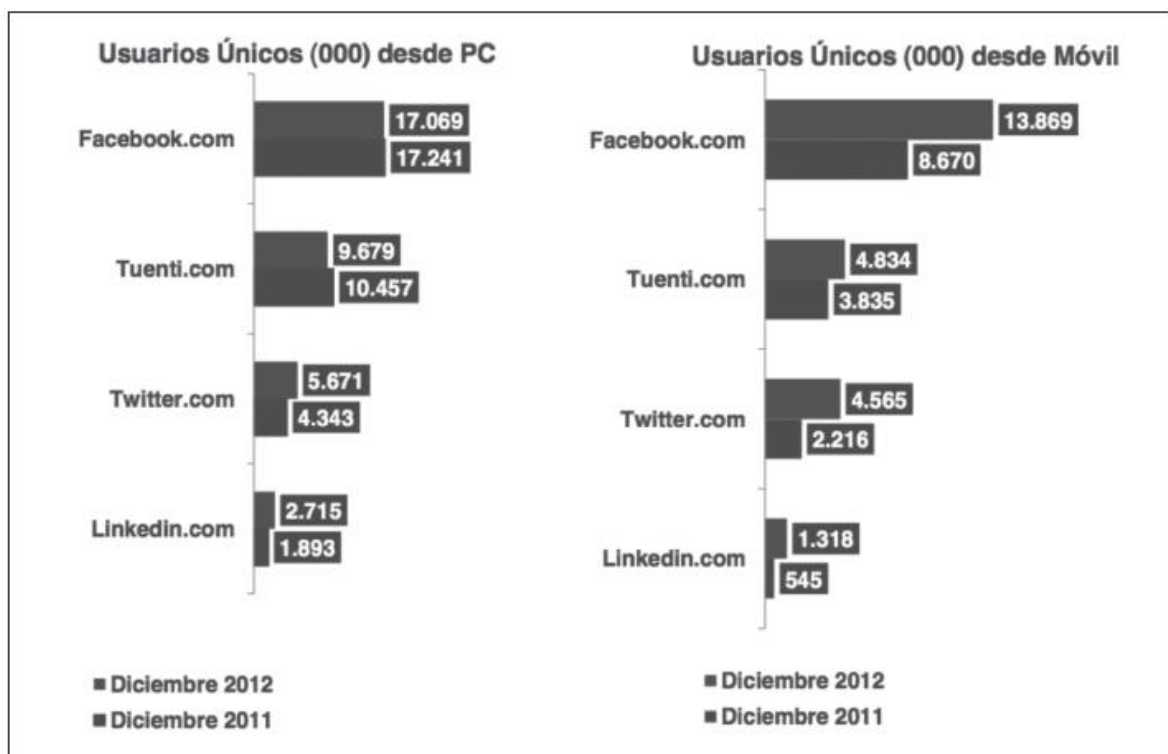 Usuarios Únicos (000) desde PC
Facebook.com
17.069
17.241
Tuenti.com
9.679
10.457
Twitter.com
5.671
4.343
Linkedin.com
2.715
1.893
■ Diciembre 2012
■ Diciembre 2011
Usuarios Únicos (000) desde Móvil
Facebook.com
13.869
8.670
Tuenti.com
4.834
3.835
Twitter.com
4.565
2.216
Linkedin.com
1.318
545
■ Diciembre 2012
■ Diciembre 2011